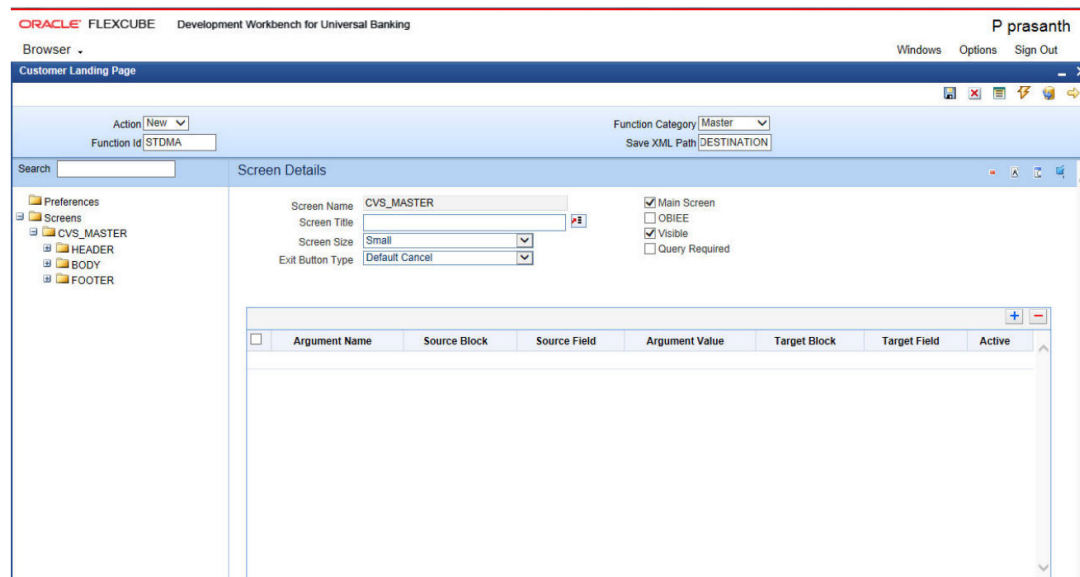 ORACLE FLEXCUBE Development Workbench for Universal Banking P prasanth
Browser Windows Options Sign Out
Customer Landing Page
Action New Function Category Master
Function Id STDMA Save XML Path DESTINATION
Search Screen Details
Preferences
Screens
CVS_MASTER
HEADER
BODY
FOOTER
Screen Name CVS_MASTER Main Screen
Screen Title OBIEE
Screen Size Small Visible
Exit Button Type Default Cancel Query Required
Argument Name Source Block Source Field Argument Value Target Block Target Field Active